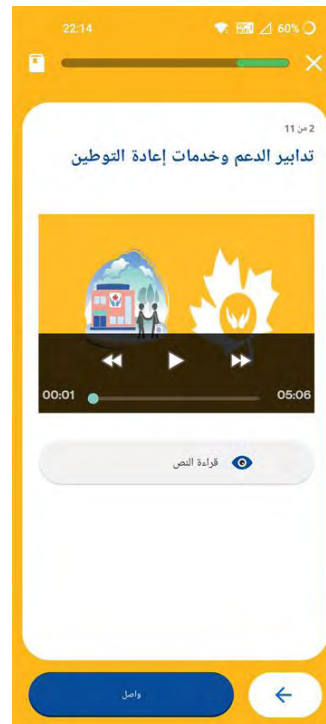 22:14
60%
2 من 11
تدابير الدعم وخدمات إعادة التوطين
00:01
05:06
قراءة النص
واصل